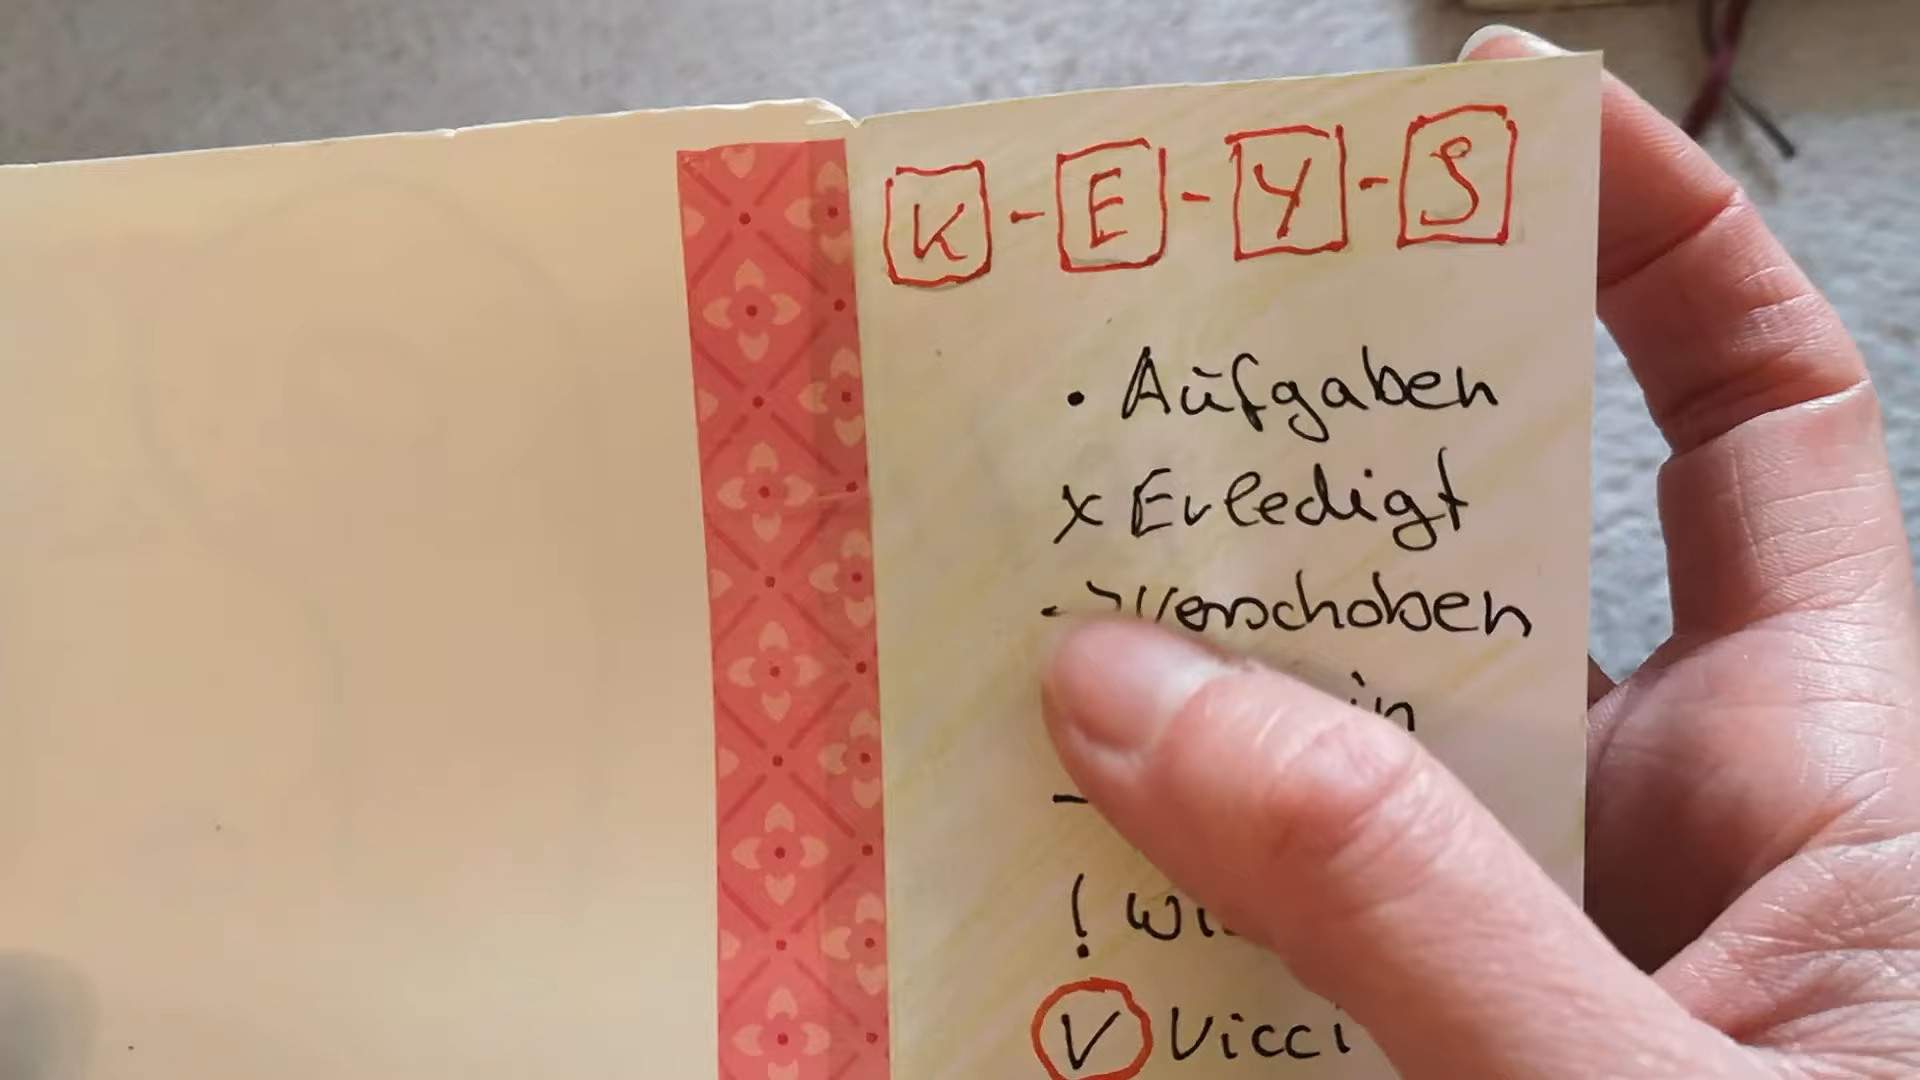 K-E-Y-S
• Aufgaben
x Erledigt
-> Verschoben
-
!
V Vicci